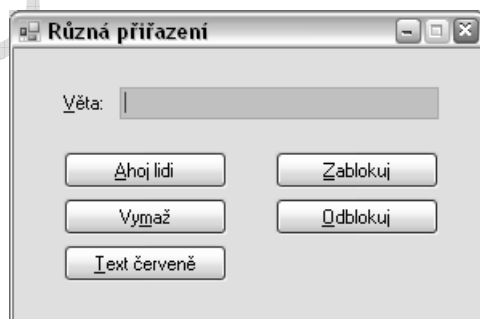 Různá přiřazení
Věta:
Ahoj lidi
Zablokuj
Vymaž
Odblokuj
Text červeně